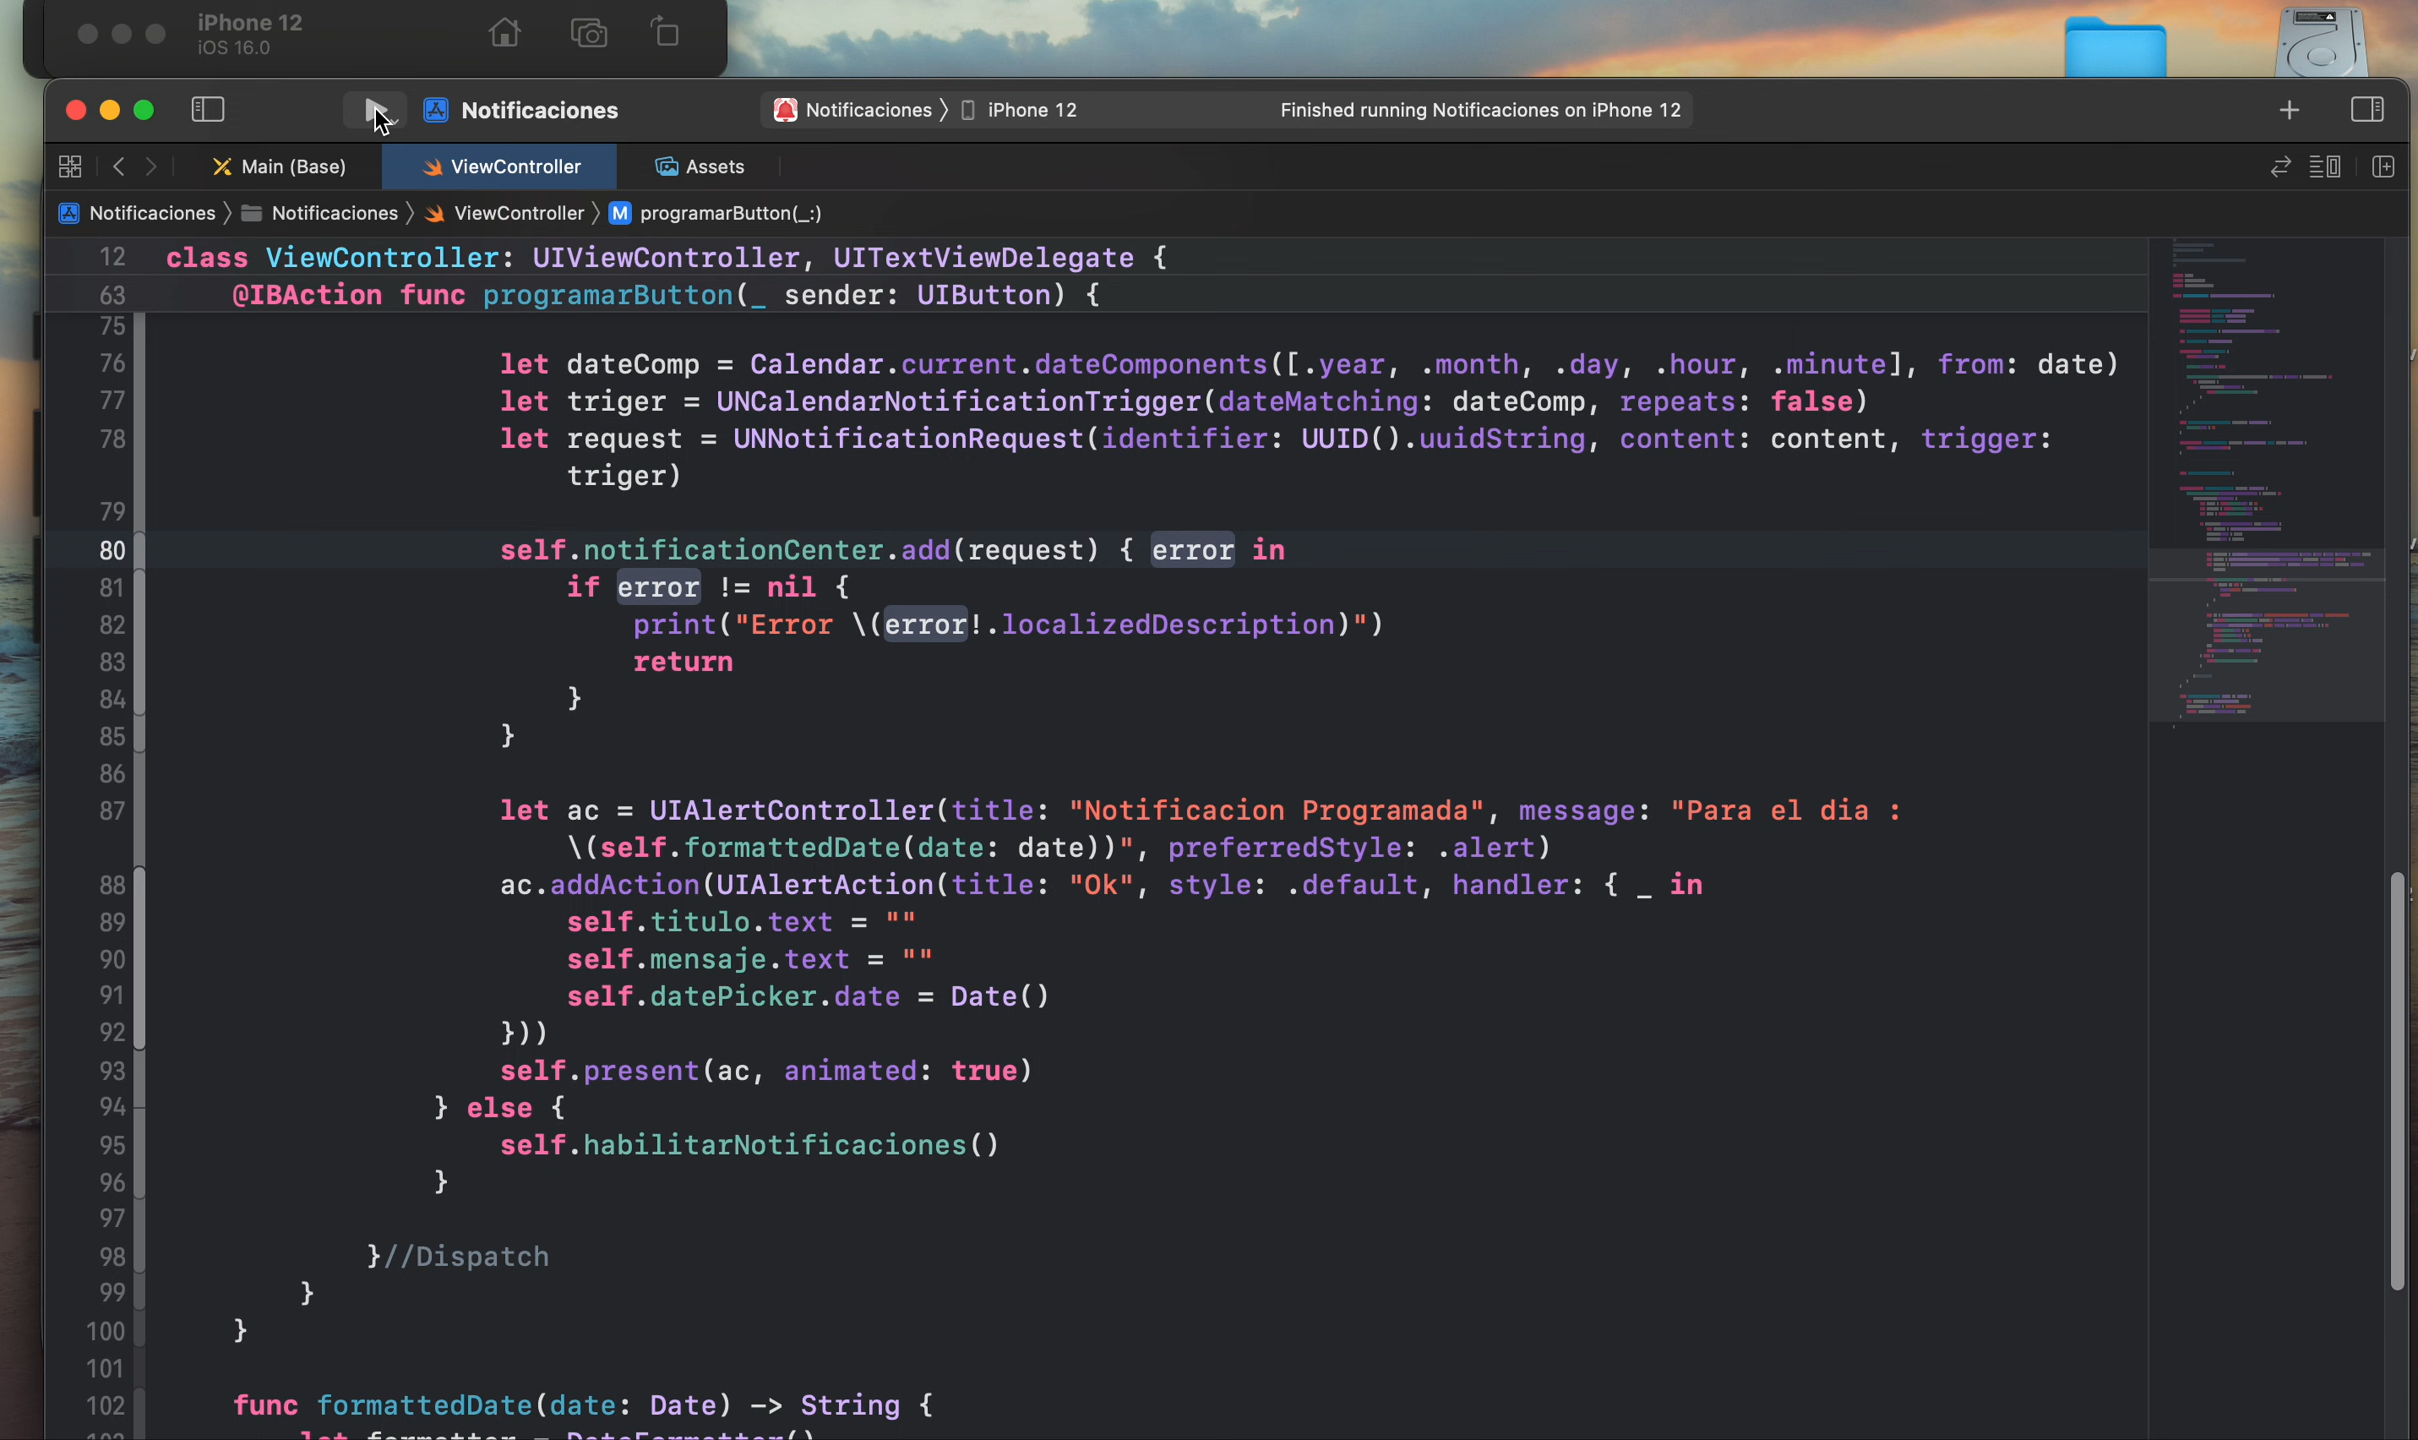 iPhone 12
iOS 16.0
Notificaciones
Notificaciones 〉 iPhone 12
Finished running Notificaciones on iPhone 12
Main (Base)
ViewController
Assets
Notificaciones 〉 Notificaciones 〉 ViewController 〉 M programarButton(_:)
12 class ViewController: UIViewController, UITextViewDelegate {
63 @IBAction func programarButton(_ sender: UIButton) {
75
76 let dateComp = Calendar.current.dateComponents([.year, .month, .day, .hour, .minute], from: date)
77 let triger = UNCalendarNotificationTrigger(dateMatching: dateComp, repeats: false)
78 let request = UNNotificationRequest(identifier: UUID().uuidString, content: content, trigger:
triger)
79
80 self.notificationCenter.add(request) { error in
81 if error != nil {
82 print("Error \(error!.localizedDescription)")
83 return
84 }
85 }
86
87 let ac = UIAlertController(title: "Notificacion Programada", message: "Para el dia :
\(self.formattedDate(date: date))", preferredStyle: .alert)
88 ac.addAction(UIAlertAction(title: "Ok", style: .default, handler: { _ in
89 self.titulo.text = ""
90 self.mensaje.text = ""
91 self.datePicker.date = Date()
92 }))
93 self.present(ac, animated: true)
94 } else {
95 self.habilitarNotificaciones()
96 }
97
98 }//Dispatch
99 }
100 }
101
102 func formattedDate(date: Date) -> String {
103 let formatter = DateFormatter()